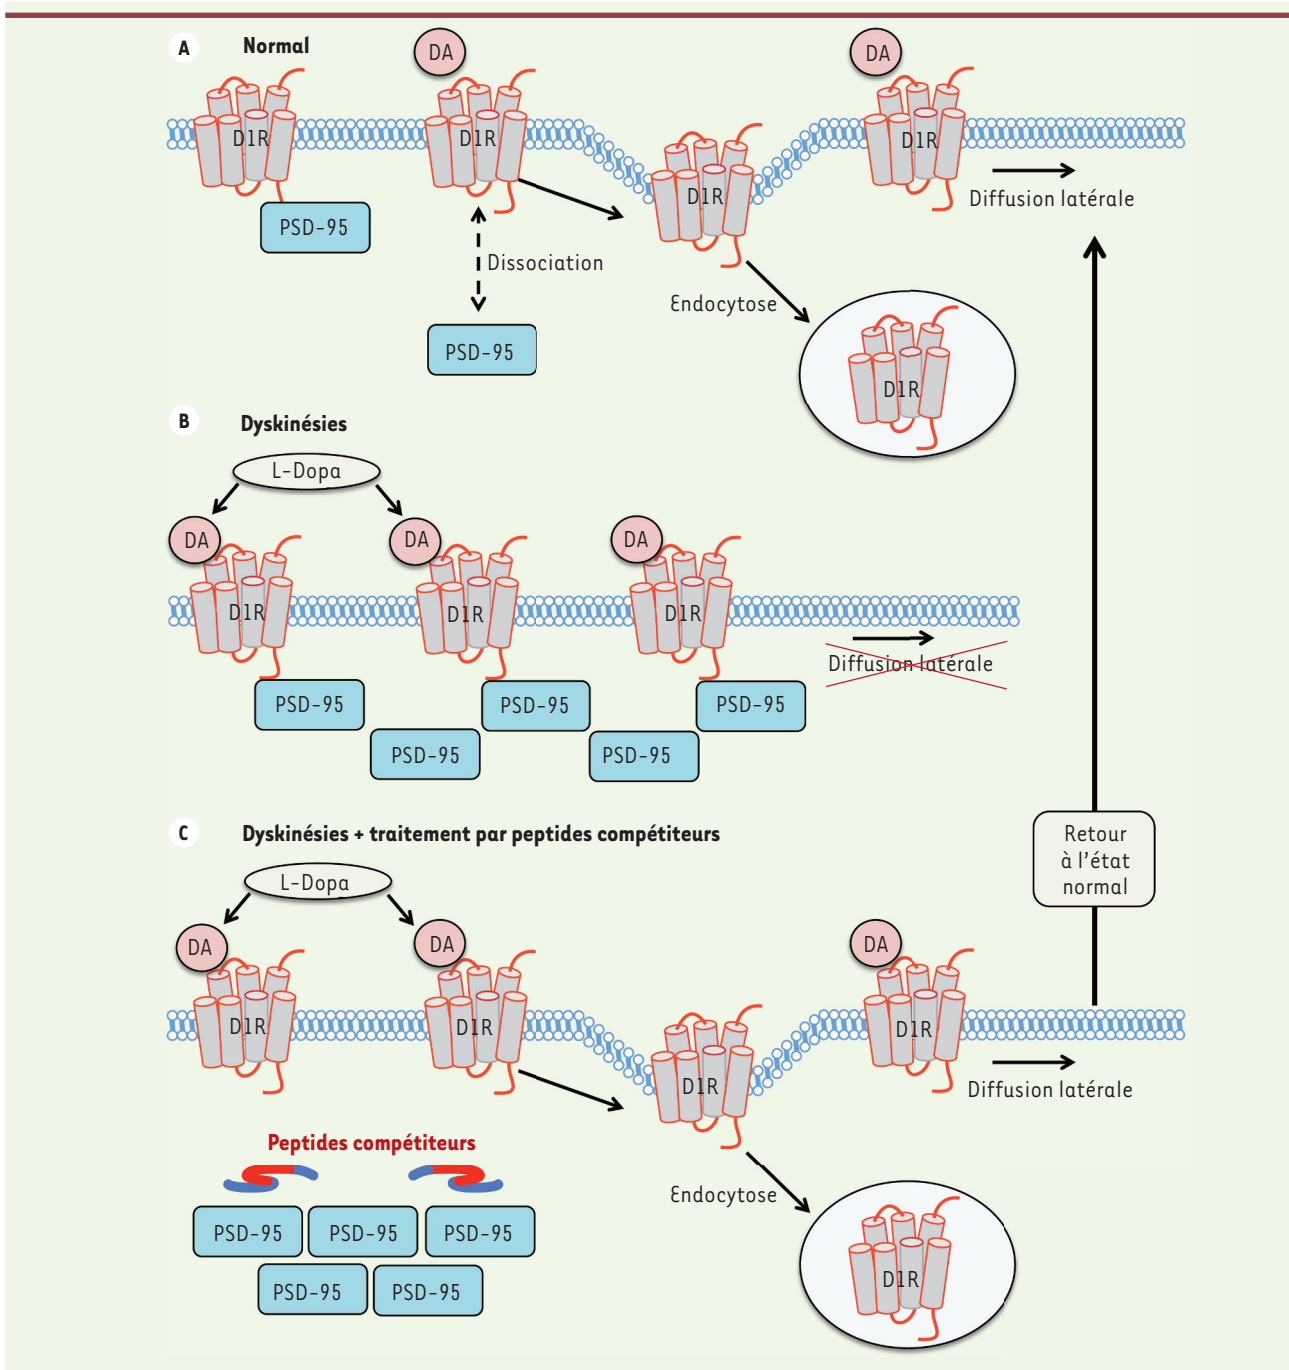 A Normal
DA
DA
D1R
D1R
D1R
D1R
Diffusion latérale
PSD-95
Dissociation
Endocytose
PSD-95
D1R
B Dyskinésies
L-Dopa
DA
DA
DA
D1R
D1R
D1R
Diffusion latérale
PSD-95
PSD-95
PSD-95
PSD-95
PSD-95
C Dyskinésies + traitement par peptides compétiteurs
Retour
à l'état
normal
L-Dopa
DA
DA
DA
D1R
D1R
D1R
D1R
Diffusion latérale
Peptides compétiteurs
Endocytose
PSD-95
PSD-95
PSD-95
PSD-95
PSD-95
D1R